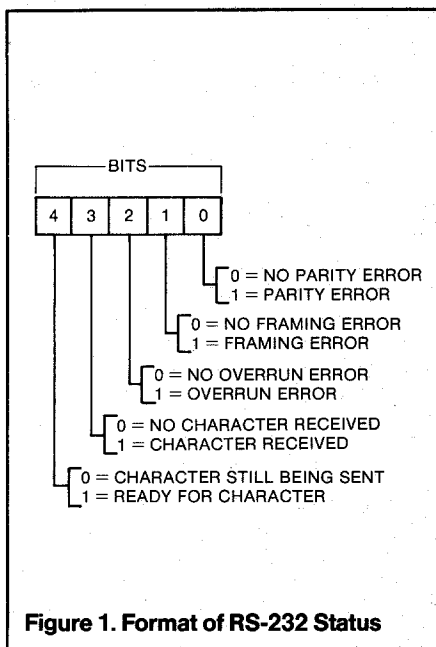 BITS
4 3 2 1 0
0 = NO PARITY ERROR
1 = PARITY ERROR
0 = NO FRAMING ERROR
1 = FRAMING ERROR
0 = NO OVERRUN ERROR
1 = OVERRUN ERROR
0 = NO CHARACTER RECEIVED
1 = CHARACTER RECEIVED
0 = CHARACTER STILL BEING SENT
1 = READY FOR CHARACTER
Figure 1. Format of RS-232 Status